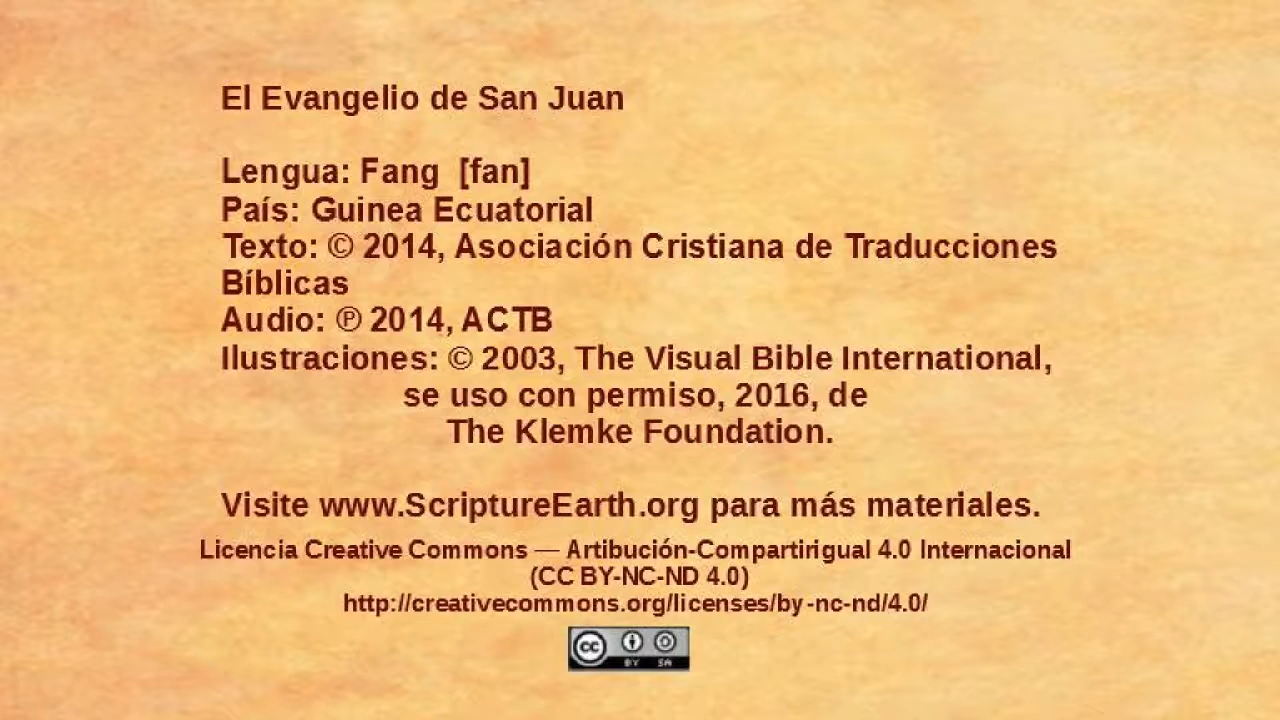 El Evangelio de San Juan
Lengua: Fang [fan]
País: Guinea Ecuatorial
Texto: © 2014, Asociación Cristiana de Traducciones
Bíblicas
Audio: ℗ 2014, ACTB
Ilustraciones: © 2003, The Visual Bible International,
se uso con permiso, 2016, de
The Klemke Foundation.
Visite www.ScriptureEarth.org para más materiales.
Licencia Creative Commons — Artibución-Compartirigual 4.0 Internacional
(CC BY-NC-ND 4.0)
http://creativecommons.org/licenses/by-nc-nd/4.0/
cc BY SA